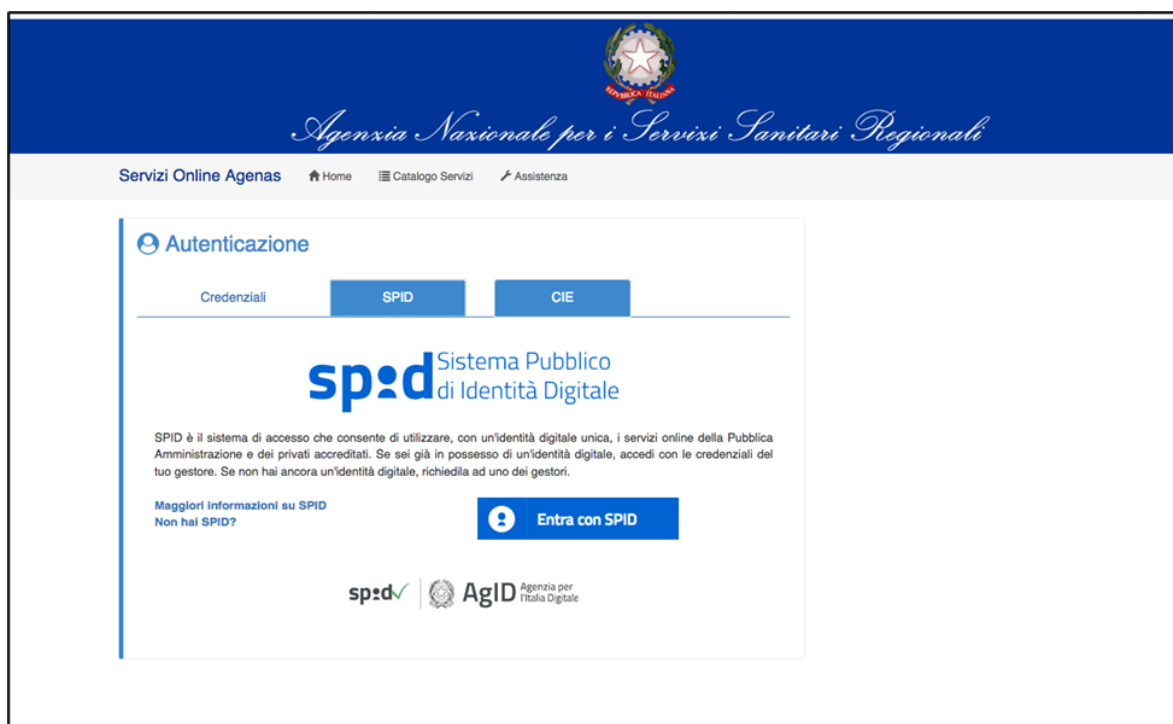 REPVBBLICA ITALIANA
Agenzia Nazionale per i Servizi Sanitari Regionali
Servizi Online Agenas Home Catalogo Servizi Assistenza
Autenticazione
Credenziali SPID CIE
spid Sistema Pubblico
di Identità Digitale
SPID è il sistema di accesso che consente di utilizzare, con un'identità digitale unica, i servizi online della Pubblica
Amministrazione e dei privati accreditati. Se sei già in possesso di un'identità digitale, accedi con le credenziali del
tuo gestore. Se non hai ancora un'identità digitale, richiedila ad uno dei gestori.
Maggiori informazioni su SPID
Non hai SPID?
Entra con SPID
spid AgID Agenzia per
l'Italia Digitale